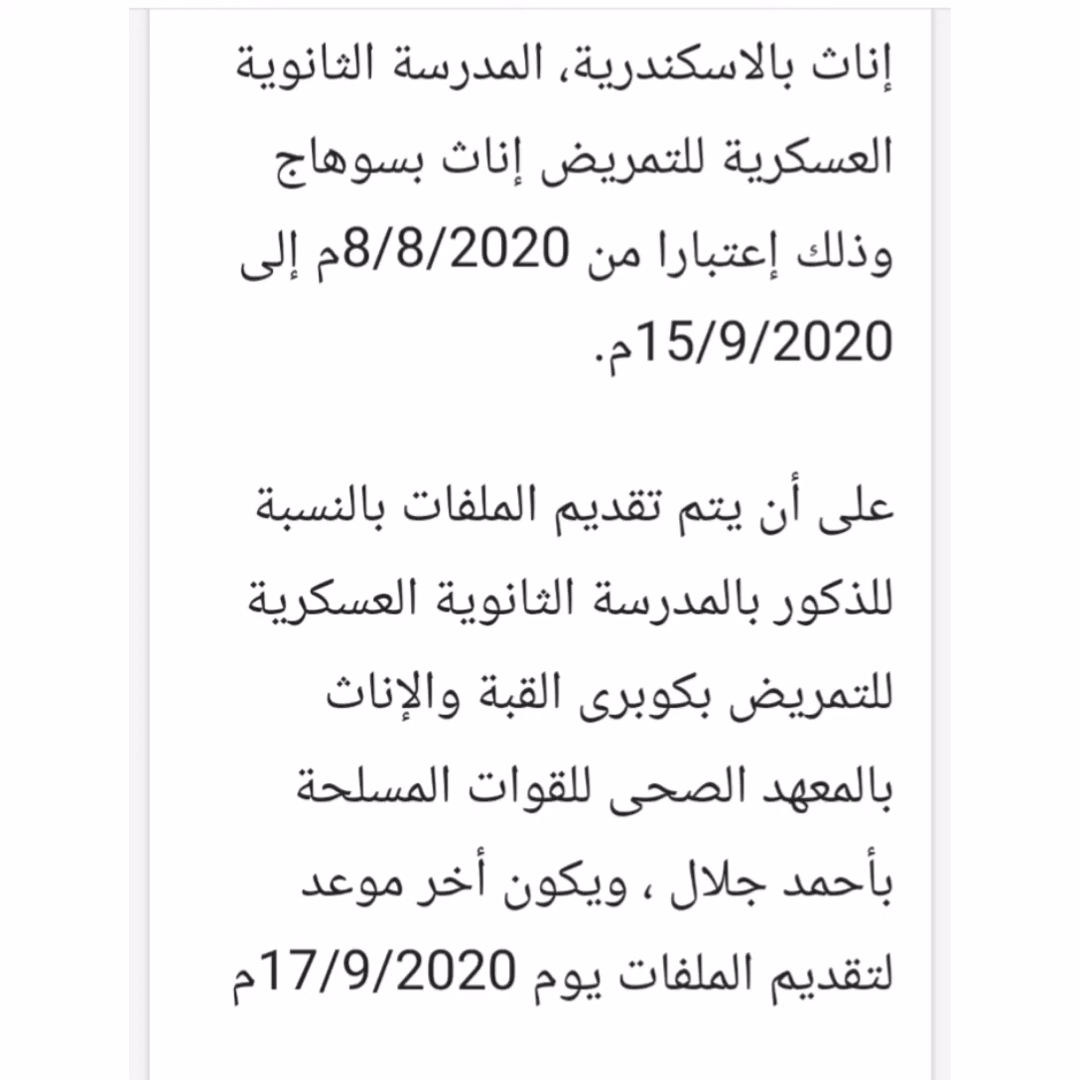 إناث بالاسكندرية، المدرسة الثانوية
العسكرية للتمريض إناث بسوهاج
وذلك إعتبارا من 8/8/2020م إلى
15/9/2020م.
على أن يتم تقديم الملفات بالنسبة
للذكور بالمدرسة الثانوية العسكرية
للتمريض بكوبرى القبة والإناث
بالمعهد الصحى للقوات المسلحة
بأحمد جلال ، ويكون أخر موعد
لتقديم الملفات يوم 17/9/2020م